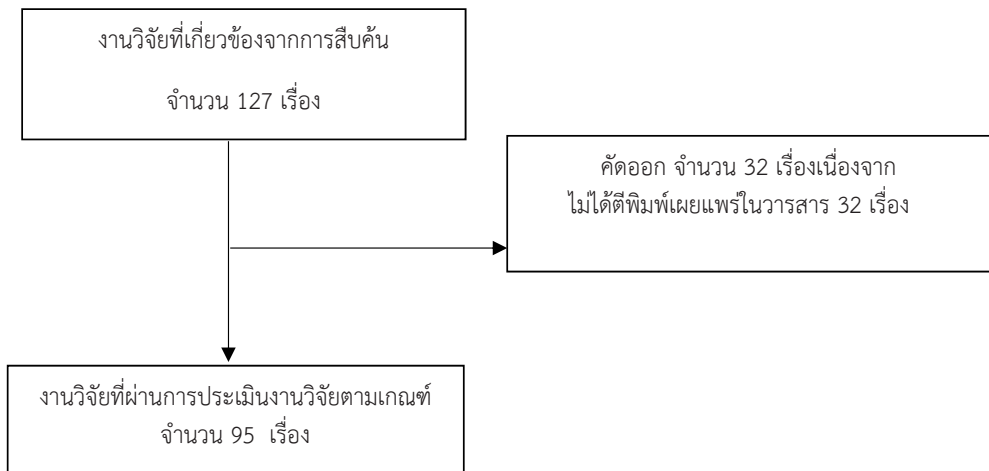 งานวิจัยที่เกี่ยวข้องจากการสืบค้น
จำนวน 127 เรื่อง
คัดออก จำนวน 32 เรื่องเนื่องจาก
ไม่ได้ตีพิมพ์เผยแพร่ในวารสาร 32 เรื่อง
งานวิจัยที่ผ่านการประเมินงานวิจัยตามเกณฑ์
จำนวน 95 เรื่อง